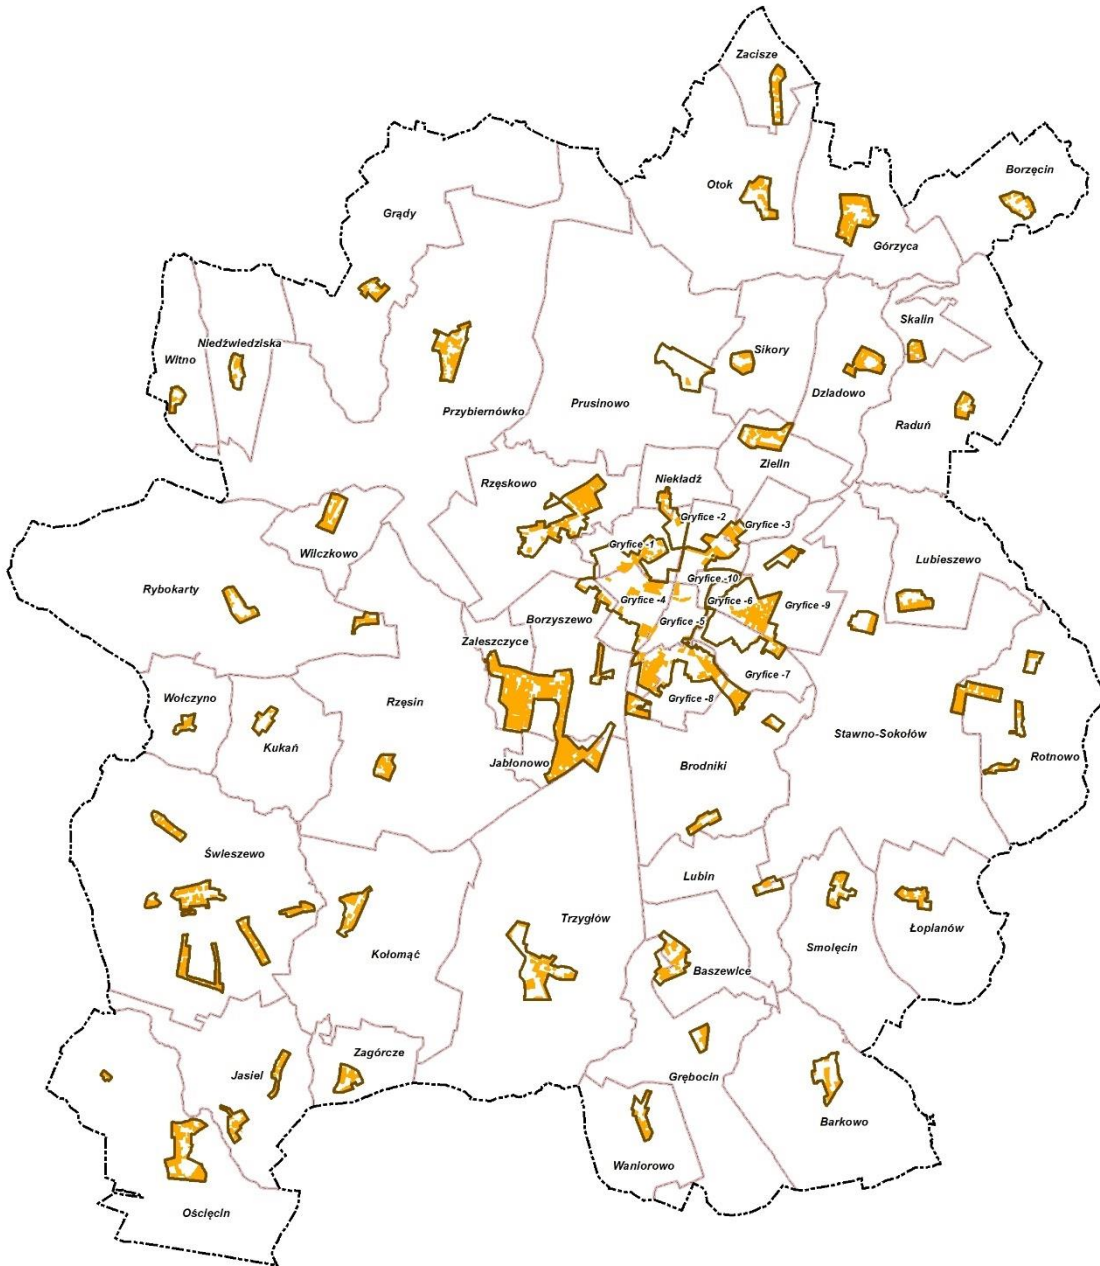 Zacisze
Borzęcin
Otok
Grądy
Górzyca
Skalin
Niedźwiedziska
Witno
Sikory
Dziadowo
Prusinowo
Przybiernówko
Raduń
Zielin
Niekładź
Rzęskowo
Gryfice -2
Gryfice -3
Gryfice -1
Wilczkowo
Lubieszewo
Gryfice -10
Rybokarty
Gryfice -4
Gryfice -6
Gryfice -9
Borzyszewo
Gryfice -5
Zaleszczyce
Gryfice -7
Wołczyno
Gryfice -8
Rzęsin
Kukań
Stawno-Sokołów
Rotnowo
Jabłonowo
Brodniki
Świeszewo
Lubin
Trzygłów
Łopianów
Smolęcin
Kołomąć
Baszewice
Zagórcze
Jasiel
Grębocin
Barkowo
Waniorowo
Ościęcin